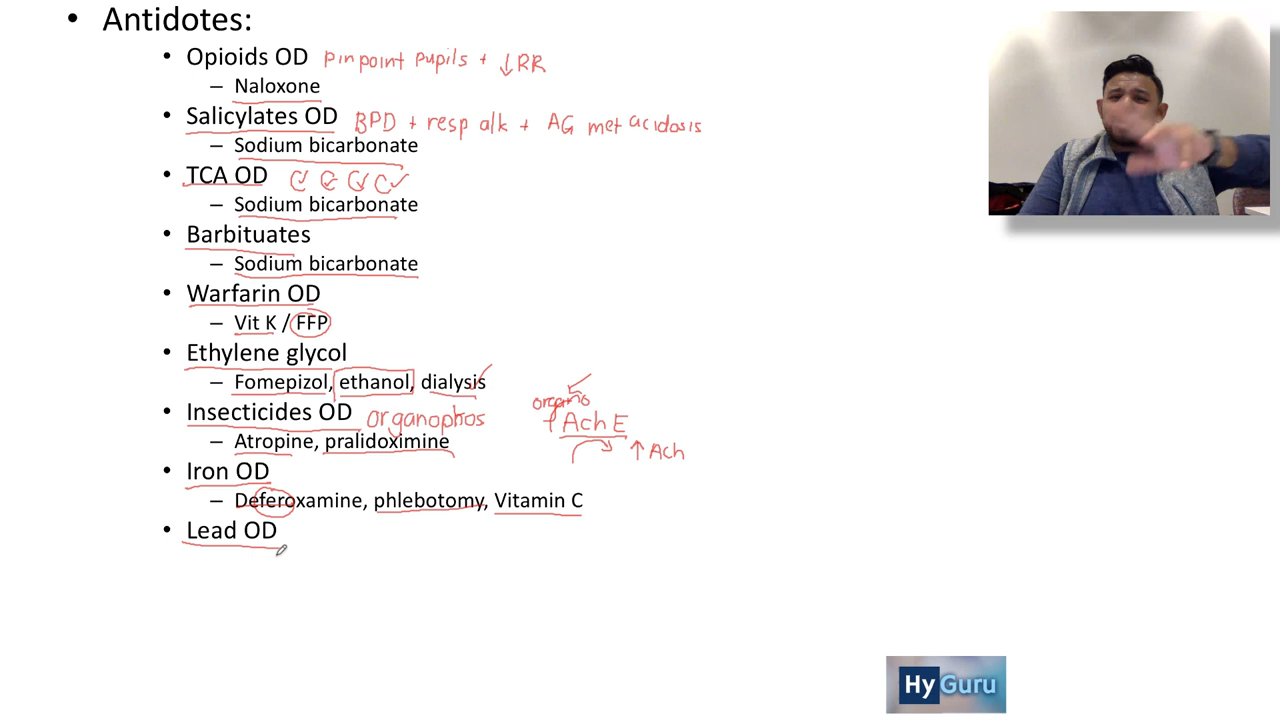 • Antidotes:
• Opioids OD pinpoint pupils + ↓RR
– Naloxone
• Salicylates OD BPD + resp alk + AG met acidosis
– Sodium bicarbonate
• TCA OD C C C C
– Sodium bicarbonate
• Barbituates
– Sodium bicarbonate
• Warfarin OD
– Vit K / FFP
• Ethylene glycol
– Fomepizol, ethanol, dialysis
• Insecticides OD organophos
organo
AchE
– Atropine, pralidoximine
↑ Ach
• Iron OD
– Deferoxamine, phlebotomy, Vitamin C
• Lead OD
HyGuru